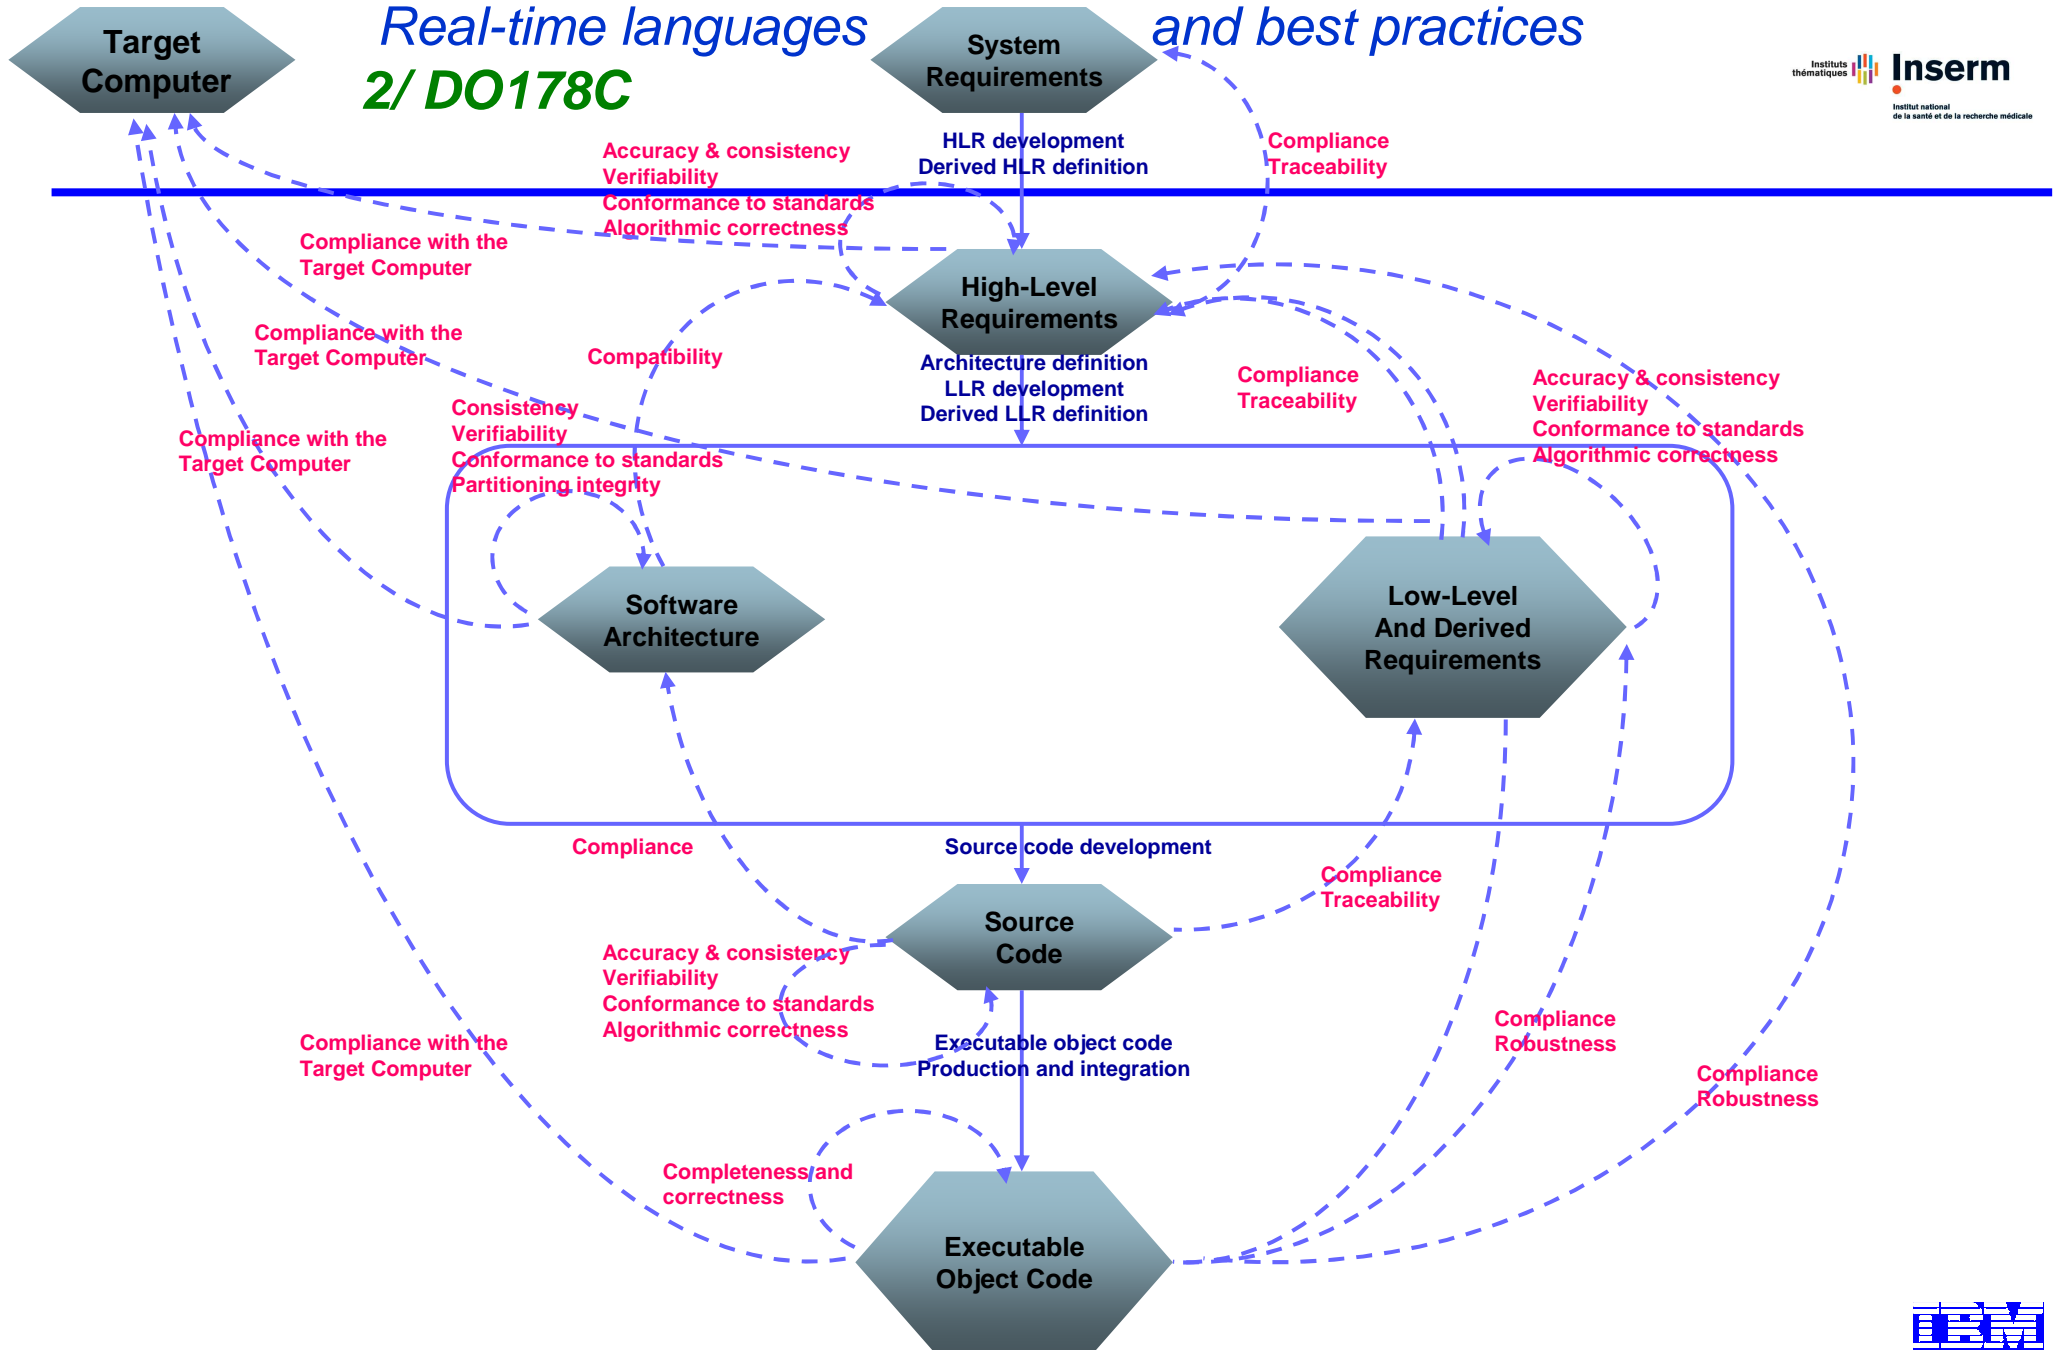 Real-time languages and best practices
2/ DO178C
Target
Computer
System
Requirements
Instituts
thématiques
Inserm
Institut national
de la santé et de la recherche médicale
HLR development
Derived HLR definition
Compliance
Traceability
Accuracy & consistency
Verifiability
Conformance to standards
Algorithmic correctness
Compliance with the
Target Computer
High-Level
Requirements
Compliance with the
Target Computer
Compatibility
Architecture definition
LLR development
Derived LLR definition
Compliance
Traceability
Accuracy & consistency
Verifiability
Conformance to standards
Algorithmic correctness
Consistency
Verifiability
Conformance to standards
Partitioning integrity
Compliance with the
Target Computer
Software
Architecture
Low-Level
And Derived
Requirements
Compliance
Source code development
Compliance
Traceability
Source
Code
Accuracy & consistency
Verifiability
Conformance to standards
Algorithmic correctness
Compliance with the
Target Computer
Executable object code
Production and integration
Compliance
Robustness
Compliance
Robustness
Completeness and
correctness
Executable
Object Code
IBM